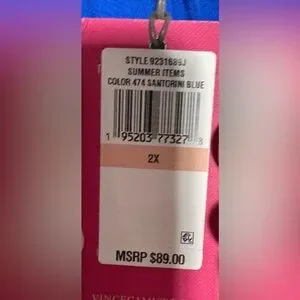 STYLE 9231689J
SUMMER ITEMS
COLOR 474 SANTORINI BLUE
1 95203 77327 3
2X
MSRP $89.00